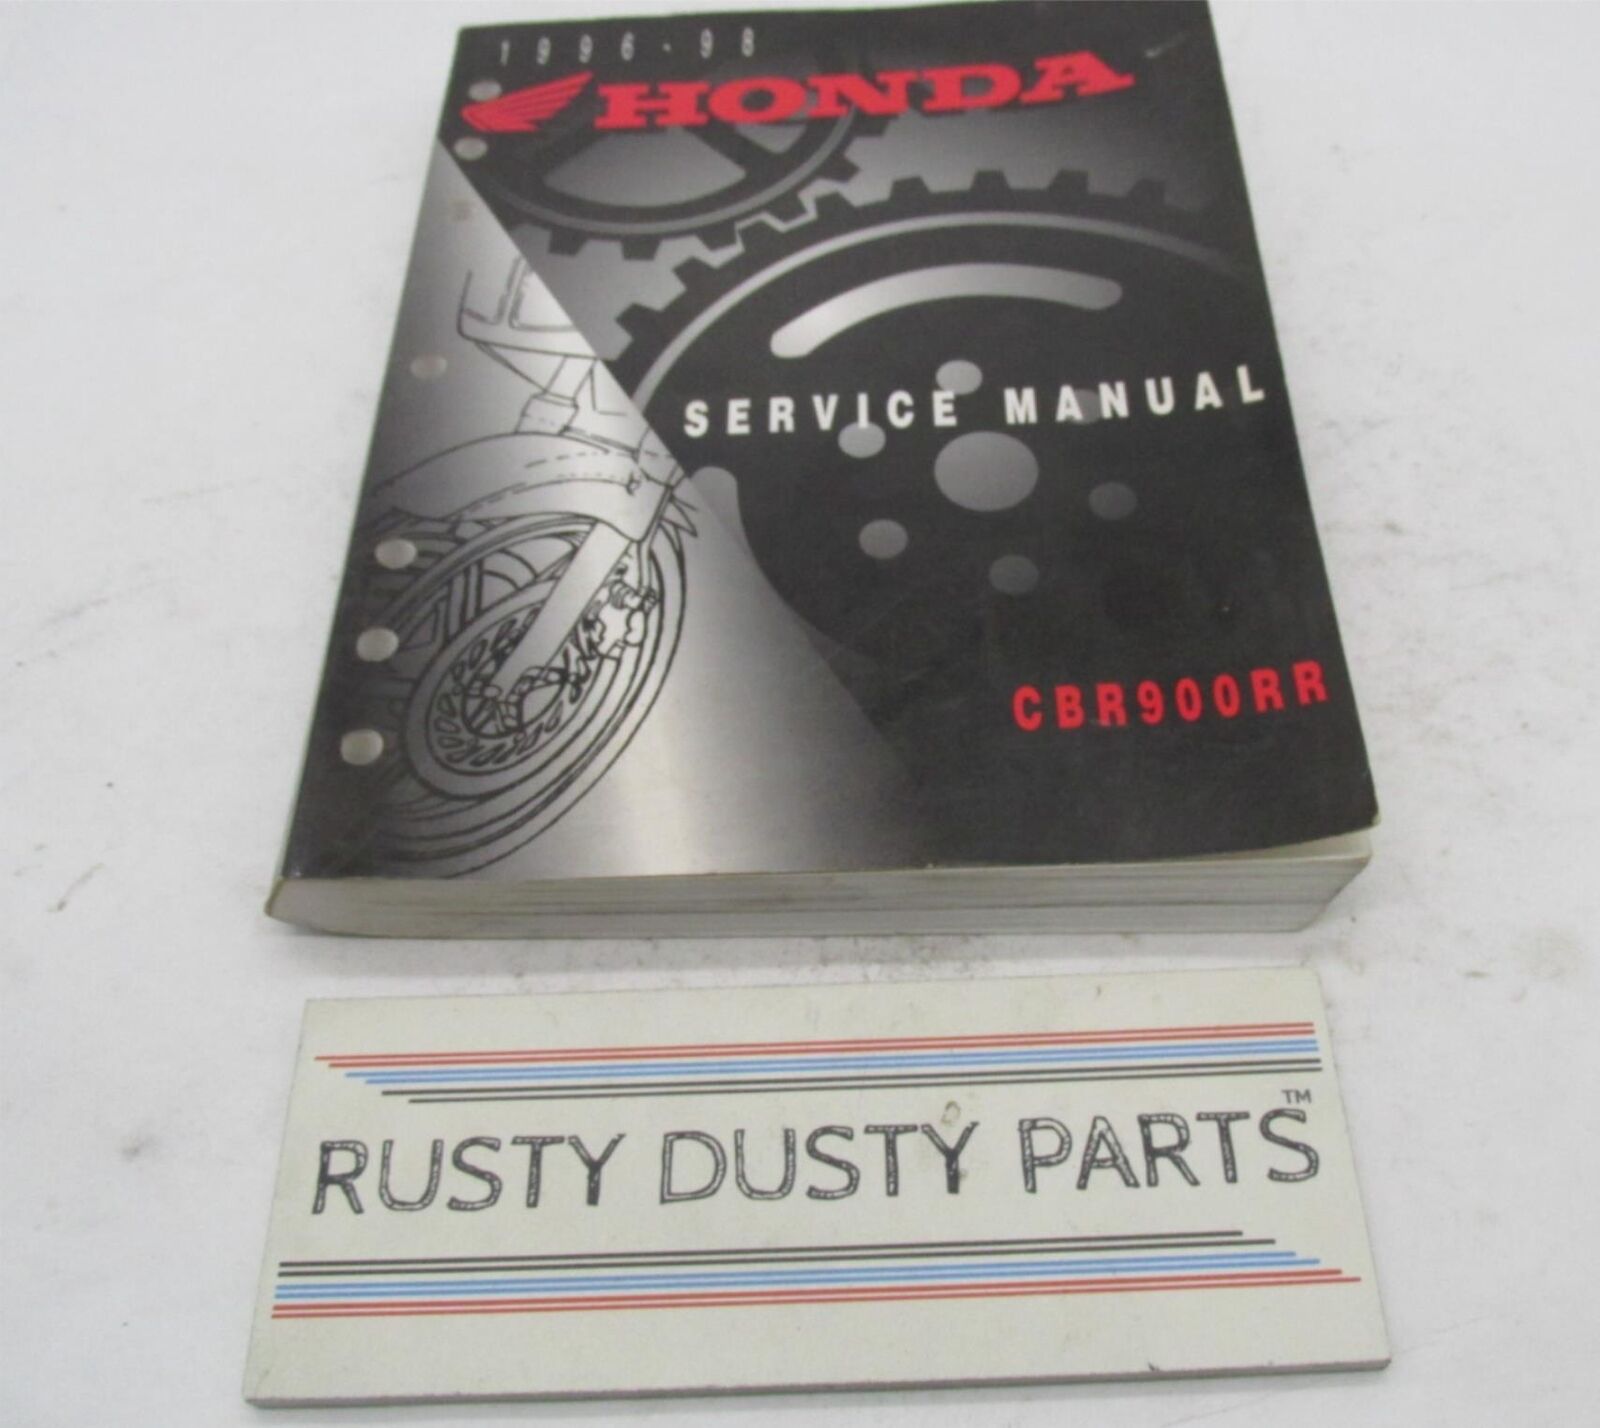 1996-98
HONDA
SERVICE MANUAL
CBR900RR
RUSTY DUSTY PARTS™